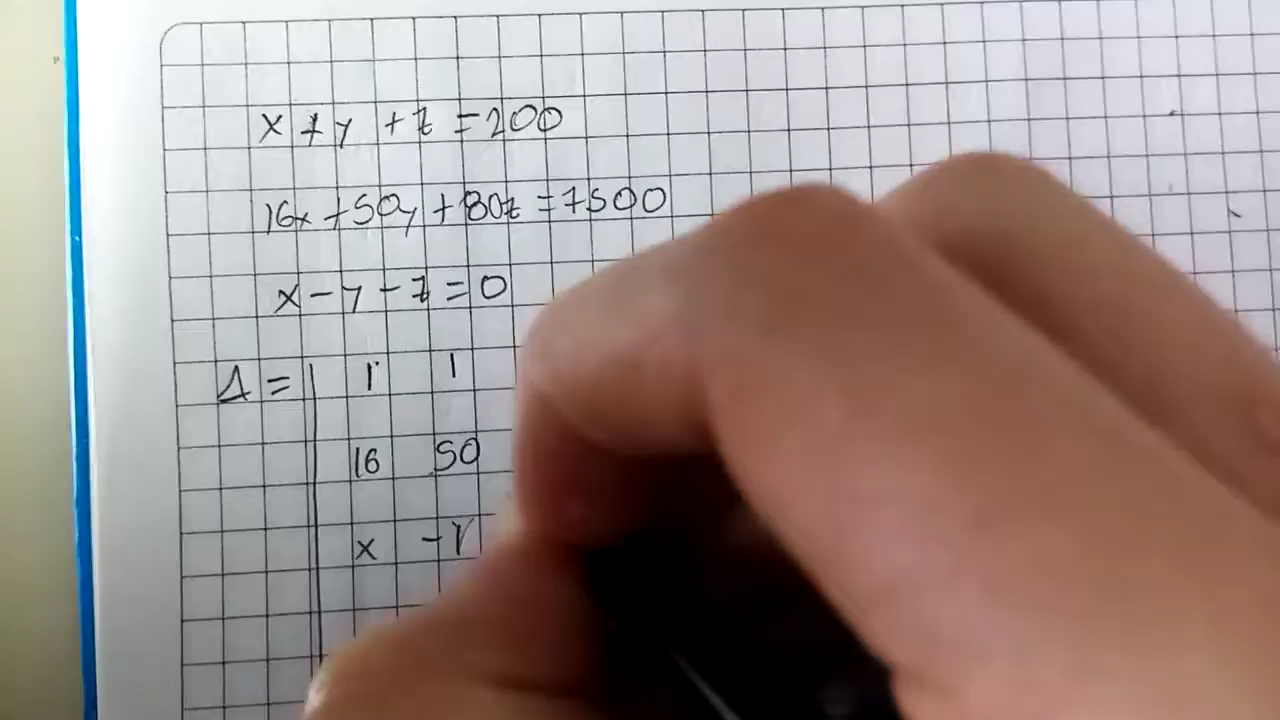 x + y + z = 200
16x + 50y + 80z = 7500
x - y - z = 0
Δ = | 1 1
16 50
x -1